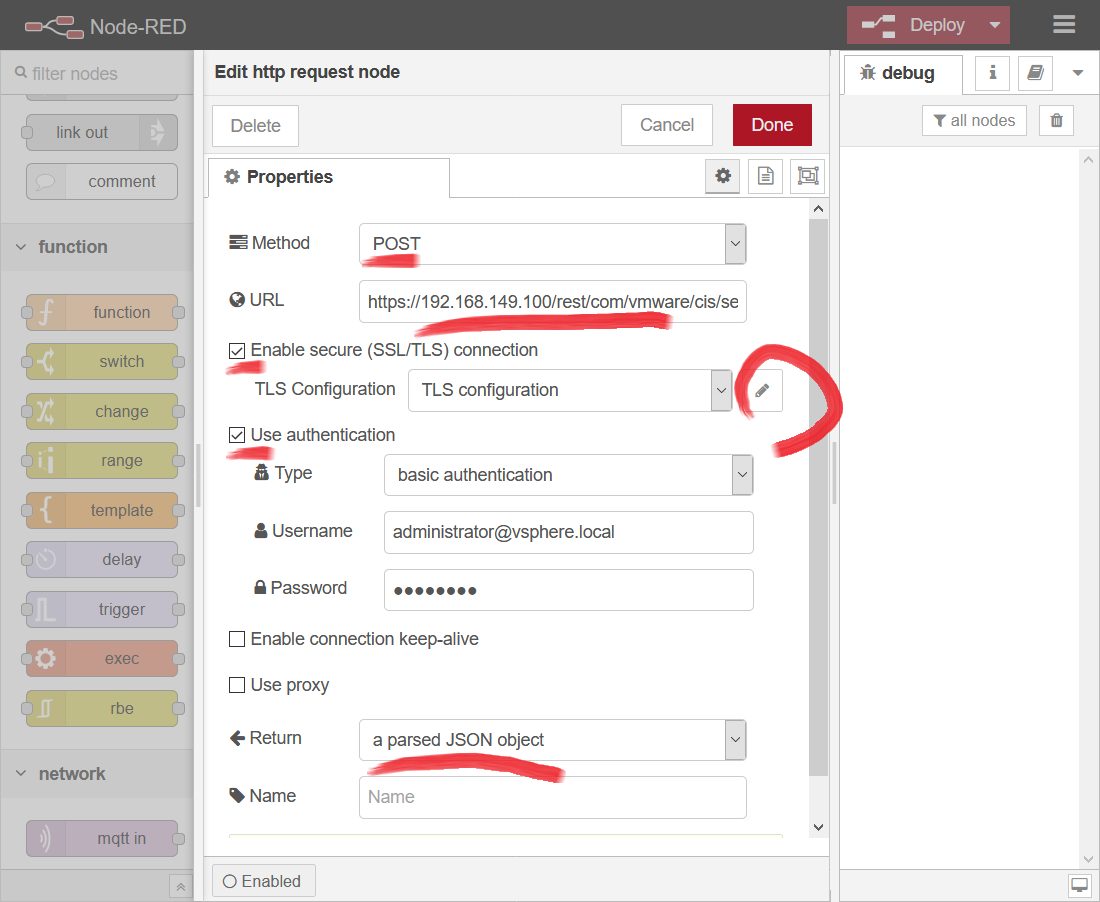 Node-RED
Deploy
filter nodes
link out
comment
function
function
switch
change
range
template
delay
trigger
exec
rbe
network
mqtt in
Edit http request node
Delete
Cancel
Done
Properties
Method
POST
URL
https://192.168.149.100/rest/com/vmware/cis/se
Enable secure (SSL/TLS) connection
TLS Configuration
TLS configuration
Use authentication
Type
basic authentication
Username
administrator@vsphere.local
Password
●●●●●●●●
Enable connection keep-alive
Use proxy
Return
a parsed JSON object
Name
Name
Enabled
debug
i
all nodes